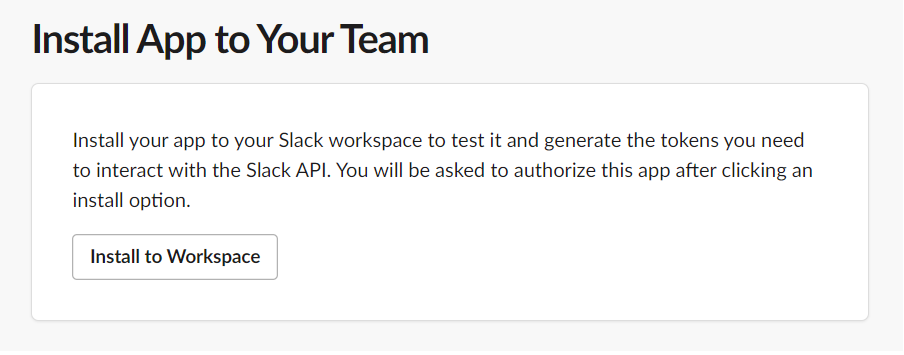 Install App to Your Team
Install your app to your Slack workspace to test it and generate the tokens you need
to interact with the Slack API. You will be asked to authorize this app after clicking an
install option.
Install to Workspace